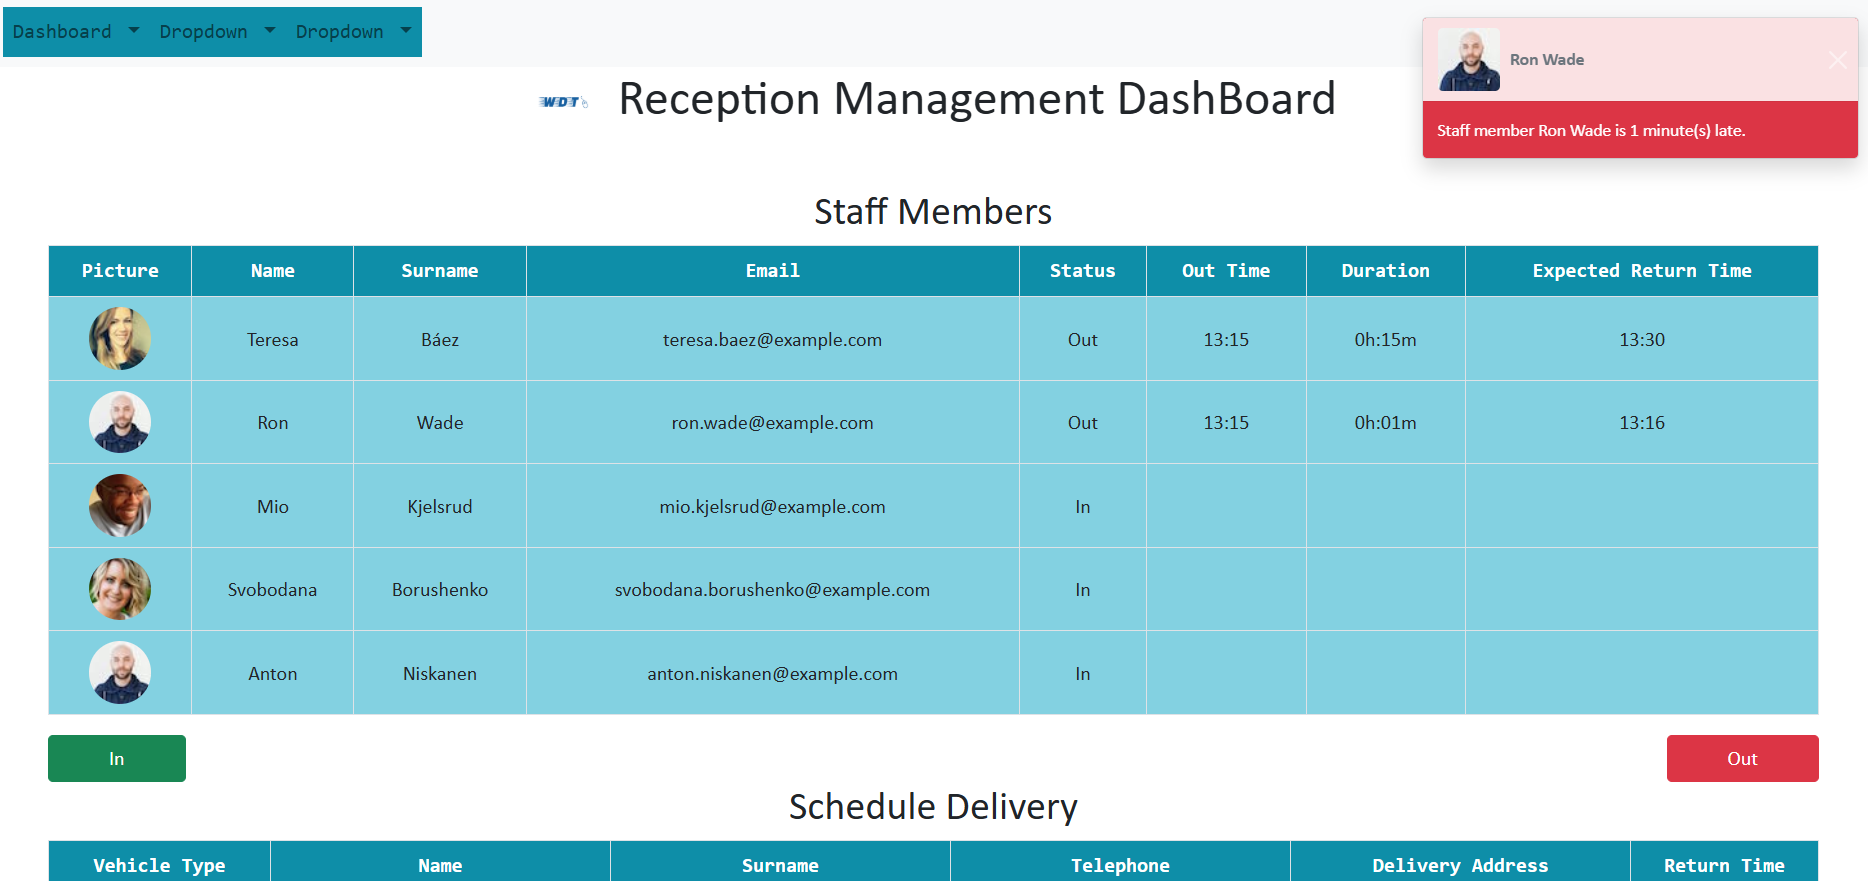 Dashboard Dropdown Dropdown
Ron Wade
Staff member Ron Wade is 1 minute(s) late.
WDT Reception Management DashBoard
Staff Members
Picture Name Surname Email Status Out Time Duration Expected Return Time
Teresa Báez teresa.baez@example.com Out 13:15 0h:15m 13:30
Ron Wade ron.wade@example.com Out 13:15 0h:01m 13:16
Mio Kjelsrud mio.kjelsrud@example.com In
Svobodana Borushenko svobodana.borushenko@example.com In
Anton Niskanen anton.niskanen@example.com In
In Out
Schedule Delivery
Vehicle Type Name Surname Telephone Delivery Address Return Time